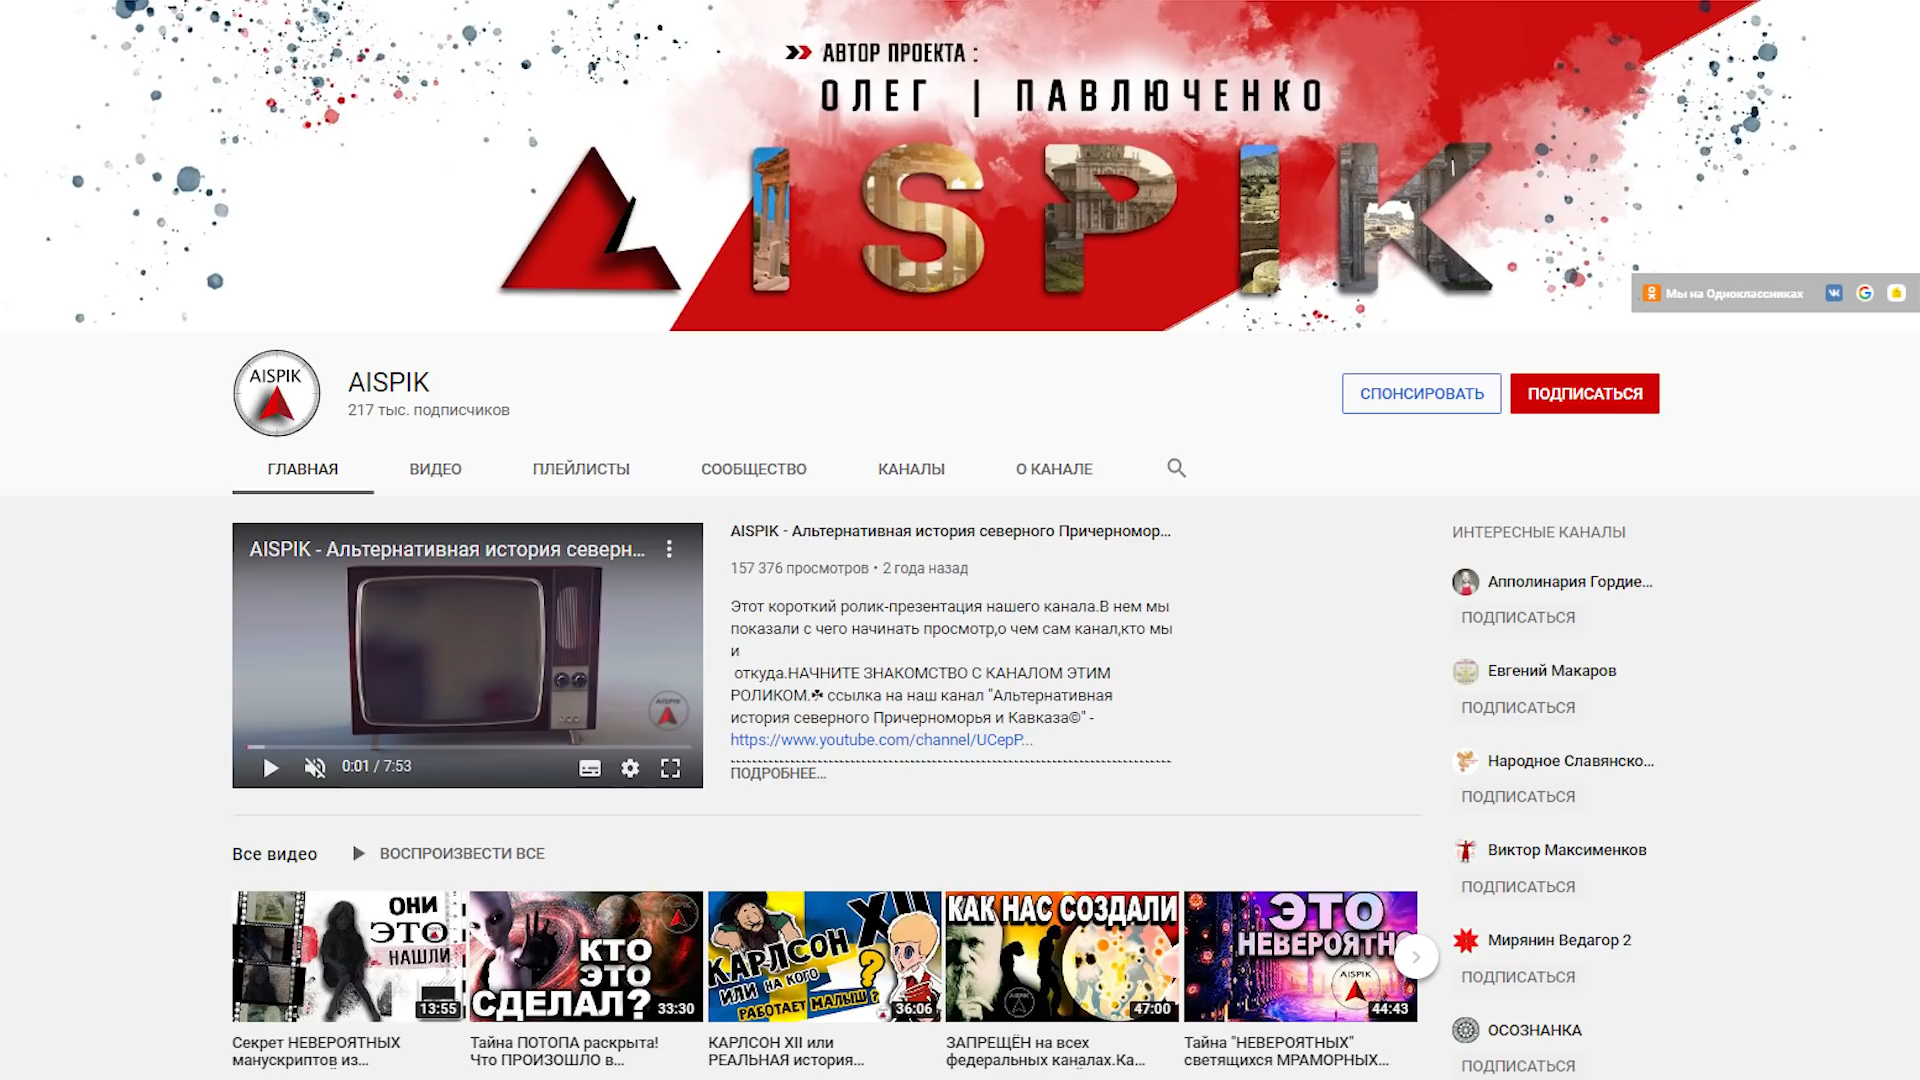 АВТОР ПРОЕКТА :
ОЛЕГ | ПАВЛЮЧЕНКО
AISPIK
Мы на Одноклассниках
AISPIK
AISPIK
217 тыс. подписчиков
СПОНСИРОВАТЬ
ПОДПИСАТЬСЯ
ГЛАВНАЯ
ВИДЕО
ПЛЕЙЛИСТЫ
СООБЩЕСТВО
КАНАЛЫ
О КАНАЛЕ
AISPIK - Альтернативная история северн...
AISPIK
0:01 / 7:53
AISPIK - Альтернативная история северного Причерномор...
157 376 просмотров • 2 года назад
Этот короткий ролик-презентация нашего канала.В нем мы
показали с чего начинать просмотр,о чем сам канал,кто мы
и
откуда.НАЧНИТЕ ЗНАКОМСТВО С КАНАЛОМ ЭТИМ
РОЛИКОМ.☘ ссылка на наш канал "Альтернативная
история северного Причерноморья и Кавказа©" -
https://www.youtube.com/channel/UCepP...
ПОДРОБНЕЕ...
ИНТЕРЕСНЫЕ КАНАЛЫ
Апполинария Гордие...
ПОДПИСАТЬСЯ
Евгений Макаров
ПОДПИСАТЬСЯ
Народное Славянско...
ПОДПИСАТЬСЯ
Виктор Максименков
ПОДПИСАТЬСЯ
Мирянин Ведагор 2
ПОДПИСАТЬСЯ
ОСОЗНАНКА
ПОДПИСАТЬСЯ
Все видео
ВОСПРОИЗВЕСТИ ВСЕ
ОНИ
ЭТО
НАШЛИ
13:55
Секрет НЕВЕРОЯТНЫХ
манускриптов из...
КТО
ЭТО
СДЕЛАЛ?
33:30
Тайна ПОТОПА раскрыта!
Что ПРОИЗОШЛО в...
КАРЛСОН XII
ИЛИ НА КОГО
РАБОТАЕТ МАЛЫШ?
36:06
КАРЛСОН XII или
РЕАЛЬНАЯ история...
КАК НАС СОЗДАЛИ
47:00
ЗАПРЕЩЁН на всех
федеральных каналах.Ка...
ЭТО
НЕВЕРОЯТН
AISPIK
44:43
Тайна "НЕВЕРОЯТНЫХ"
светящихся МРАМОРНЫХ...